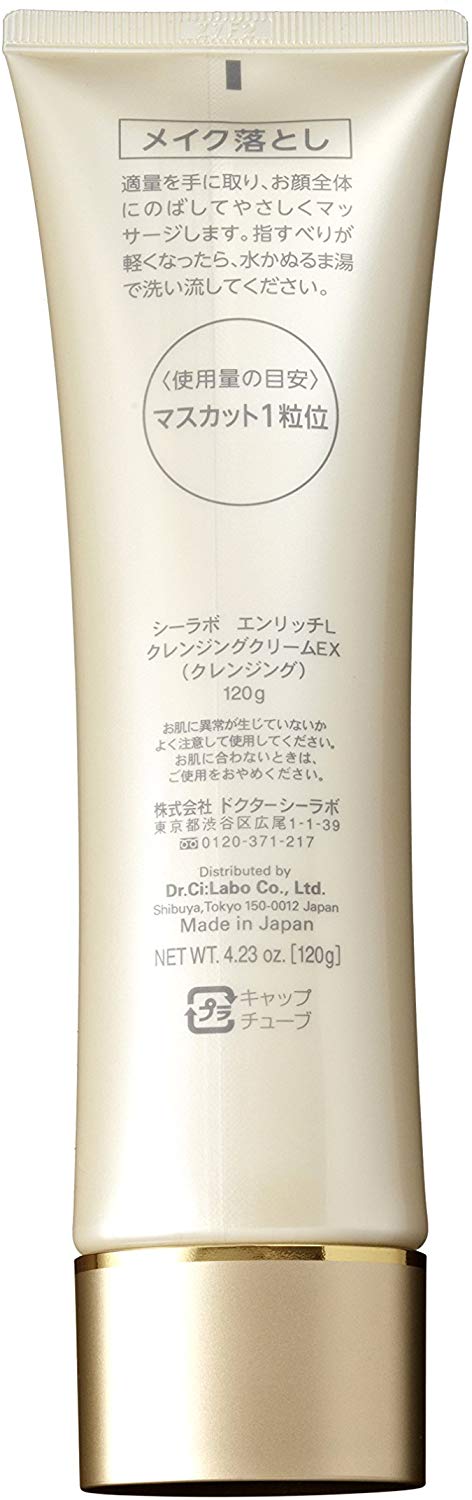 メイク落とし
適量を手に取り、お顔全体
にのばしてやさしくマッ
サージします。指すべりが
軽くなったら、水かぬるま湯
で洗い流してください。
〈使用量の目安〉
マスカット1粒位
シーラボ エンリッチL
クレンジングクリームEX
(クレンジング)
120g
お肌に異常が生じていないか
よく注意して使用してください。
お肌に合わないときは、
ご使用をおやめください。
株式会社 ドクターシーラボ
東京都渋谷区広尾1-1-39
0120-371-217
Distributed by
Dr.Ci:Labo Co., Ltd.
Shibuya,Tokyo 150-0012 Japan
Made in Japan
NET WT. 4.23 oz. [120g]
プラ
キャップ
チューブ